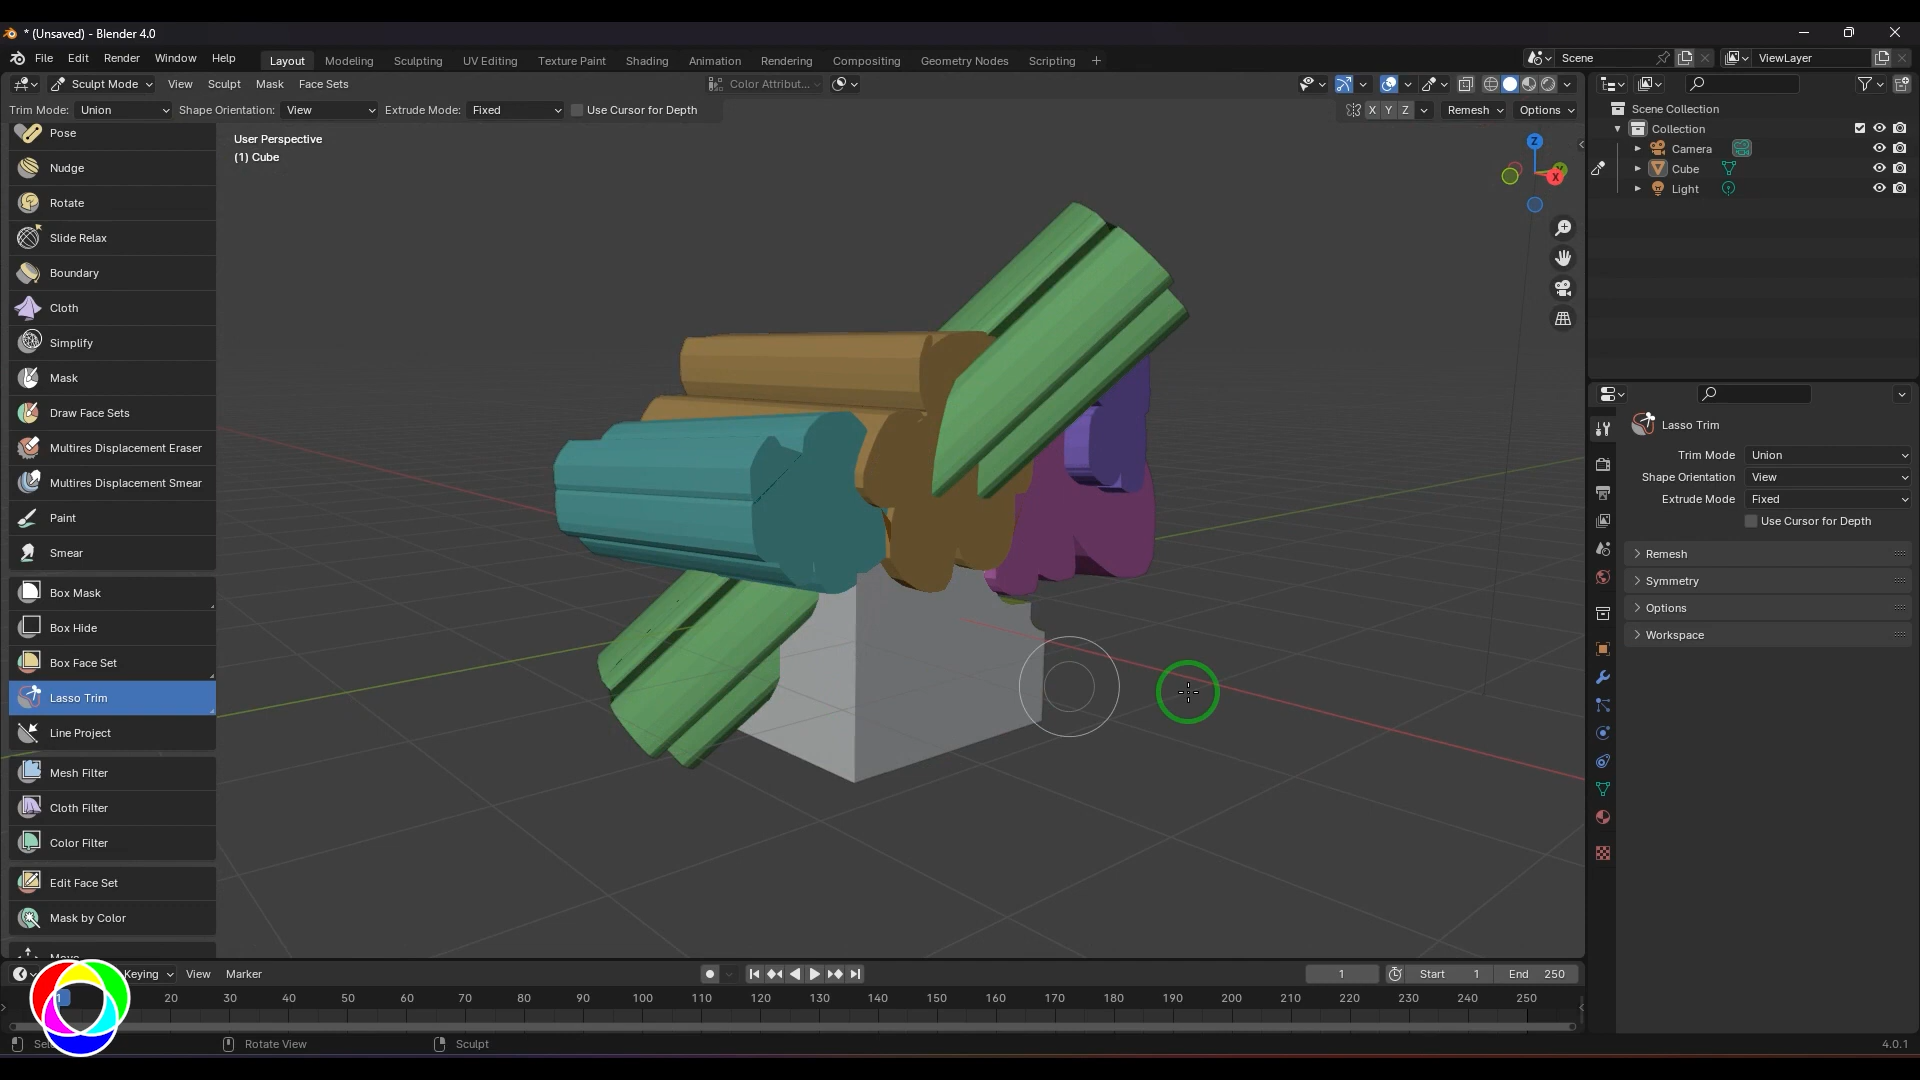 * (Unsaved) - Blender 4.0
File Edit Render Window Help Layout Modeling Sculpting UV Editing Texture Paint Shading Animation Rendering Compositing Geometry Nodes Scripting + Scene ViewLayer
Sculpt Mode View Sculpt Mask Face Sets Color Attribut...
Trim Mode: Union Shape Orientation: View Extrude Mode: Fixed Use Cursor for Depth X Y Z Remesh Options
User Perspective
(1) Cube
Z
Y
X
Pose
Nudge
Rotate
Slide Relax
Boundary
Cloth
Simplify
Mask
Draw Face Sets
Multires Displacement Eraser
Multires Displacement Smear
Paint
Smear
Box Mask
Box Hide
Box Face Set
Lasso Trim
Line Project
Mesh Filter
Cloth Filter
Color Filter
Edit Face Set
Mask by Color
Move
Scene Collection
Collection
Camera
Cube
Light
Lasso Trim
Trim Mode Union
Shape Orientation View
Extrude Mode Fixed
Use Cursor for Depth
Remesh
Symmetry
Options
Workspace
Keying View Marker 1 Start 1 End 250
1 20 30 40 50 60 70 80 90 100 110 120 130 140 150 160 170 180 190 200 210 220 230 240 250
Rotate View Sculpt 4.0.1